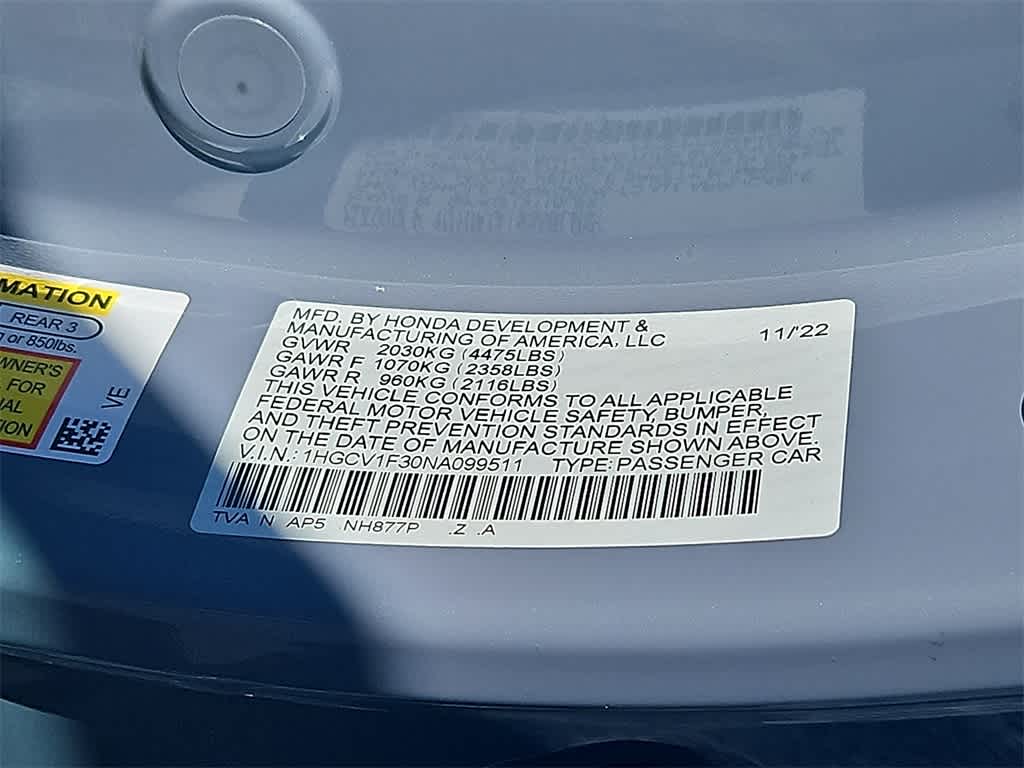 MATION
REAR 3
or 850lbs.
WNER'S
FOR
VE
MFD. BY HONDA DEVELOPMENT &
MANUFACTURING OF AMERICA, LLC 11/'22
GVWR 2030KG (4475LBS)
GAWR F 1070KG (2358LBS)
GAWR R 960KG (2116LBS)
THIS VEHICLE CONFORMS TO ALL APPLICABLE
FEDERAL MOTOR VEHICLE SAFETY, BUMPER,
AND THEFT PREVENTION STANDARDS IN EFFECT
ON THE DATE OF MANUFACTURE SHOWN ABOVE.
V.I.N.: 1HGCV1F30NA099511 TYPE: PASSENGER CAR
TVA N AP5 NH877P .Z .A